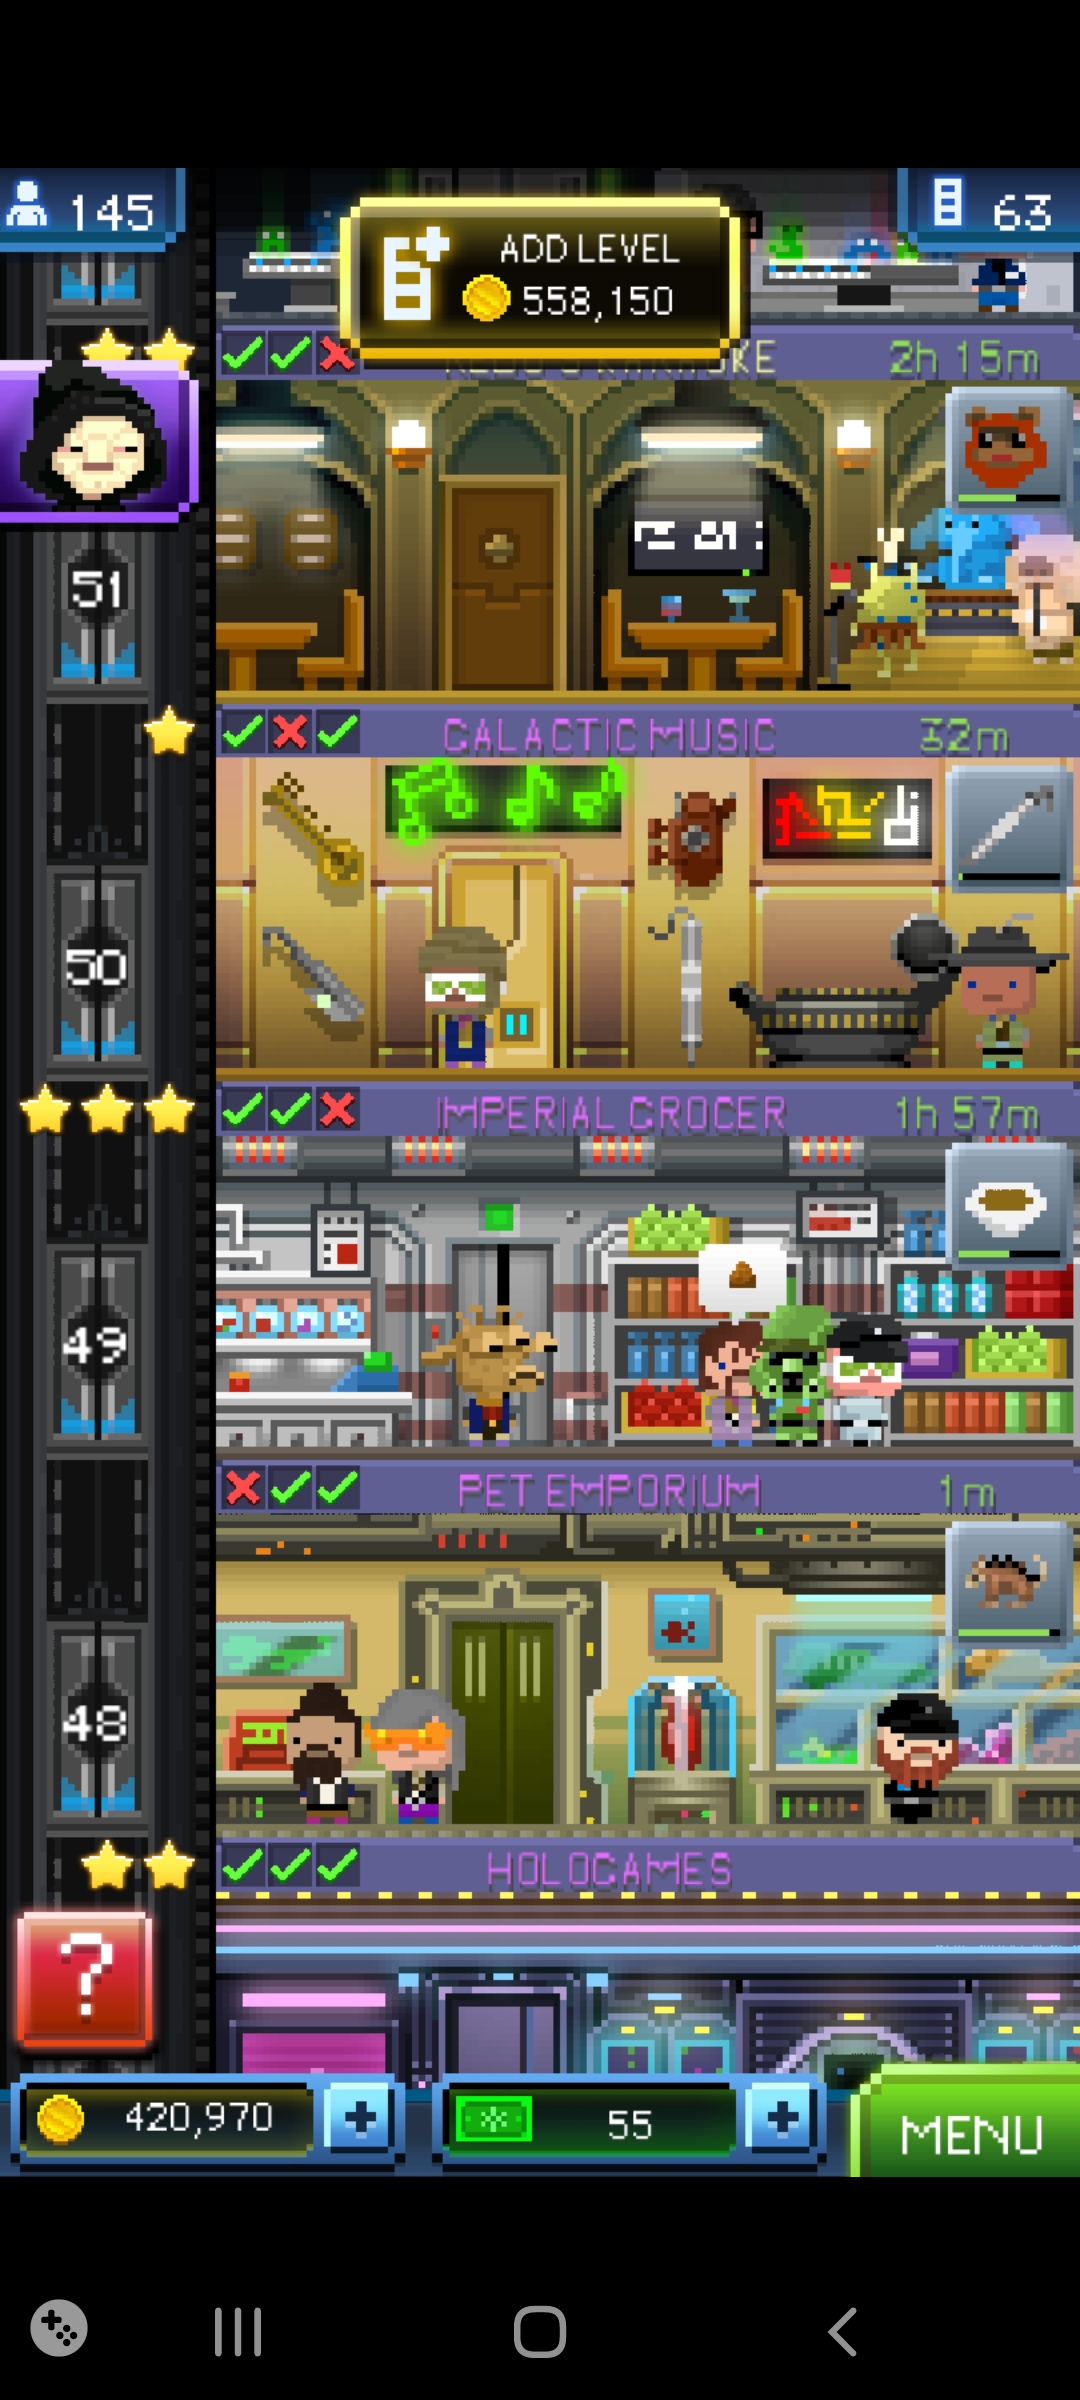 145
ADD LEVEL
558,150
63
KE
2h 15m
51
GALACTIC MUSIC
32m
50
IMPERIAL GROCER
1h 57m
49
PET EMPORIUM
1m
48
HOLOGAMES
?
420,970
+
55
+
MENU